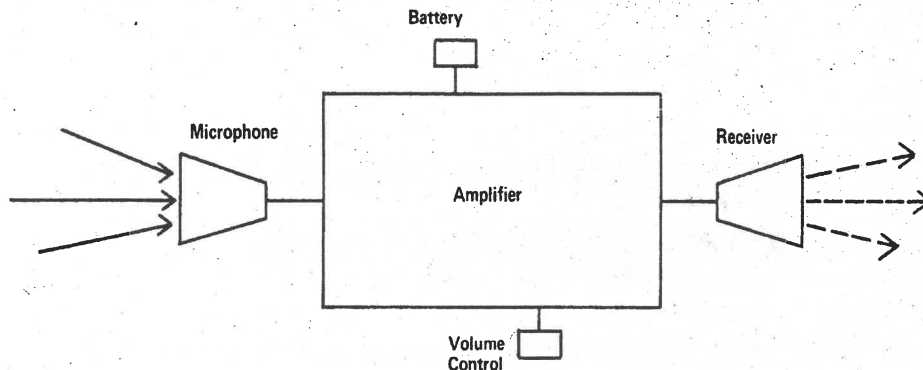 Battery
Microphone
Receiver
Amplifier
Volume
Control